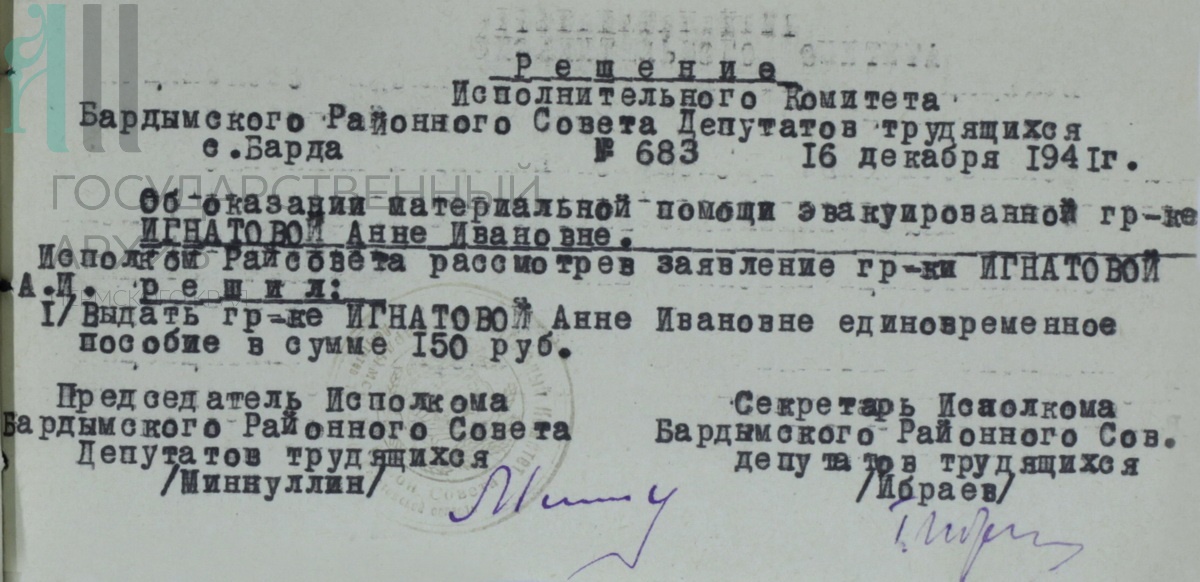 Решение
Исполнительного Комитета
Бардымского Районного Совета Депутатов трудящихся
с.Барда № 683 16 декабря 1941г.
ГОСУДАРСТВЕННЫЙ
Об оказании материальной помощи эвакуированной гр-ке
ИГНАТОВОЙ Анне Ивановне.
Исполком Райсовета рассмотрев заявление гр-ки ИГНАТОВОЙ
А.И. решил:
I/Выдать гр-ке ИГНАТОВОЙ Анне Ивановне единовременное
пособие в сумме 150 руб.
Председатель Исполкома
Бардымского Районного Совета
Депутатов трудящихся
/Миннуллин/
Секретарь Исполкома
Бардымского Районного Сов.
депутатов трудящихся
/Ибраев/